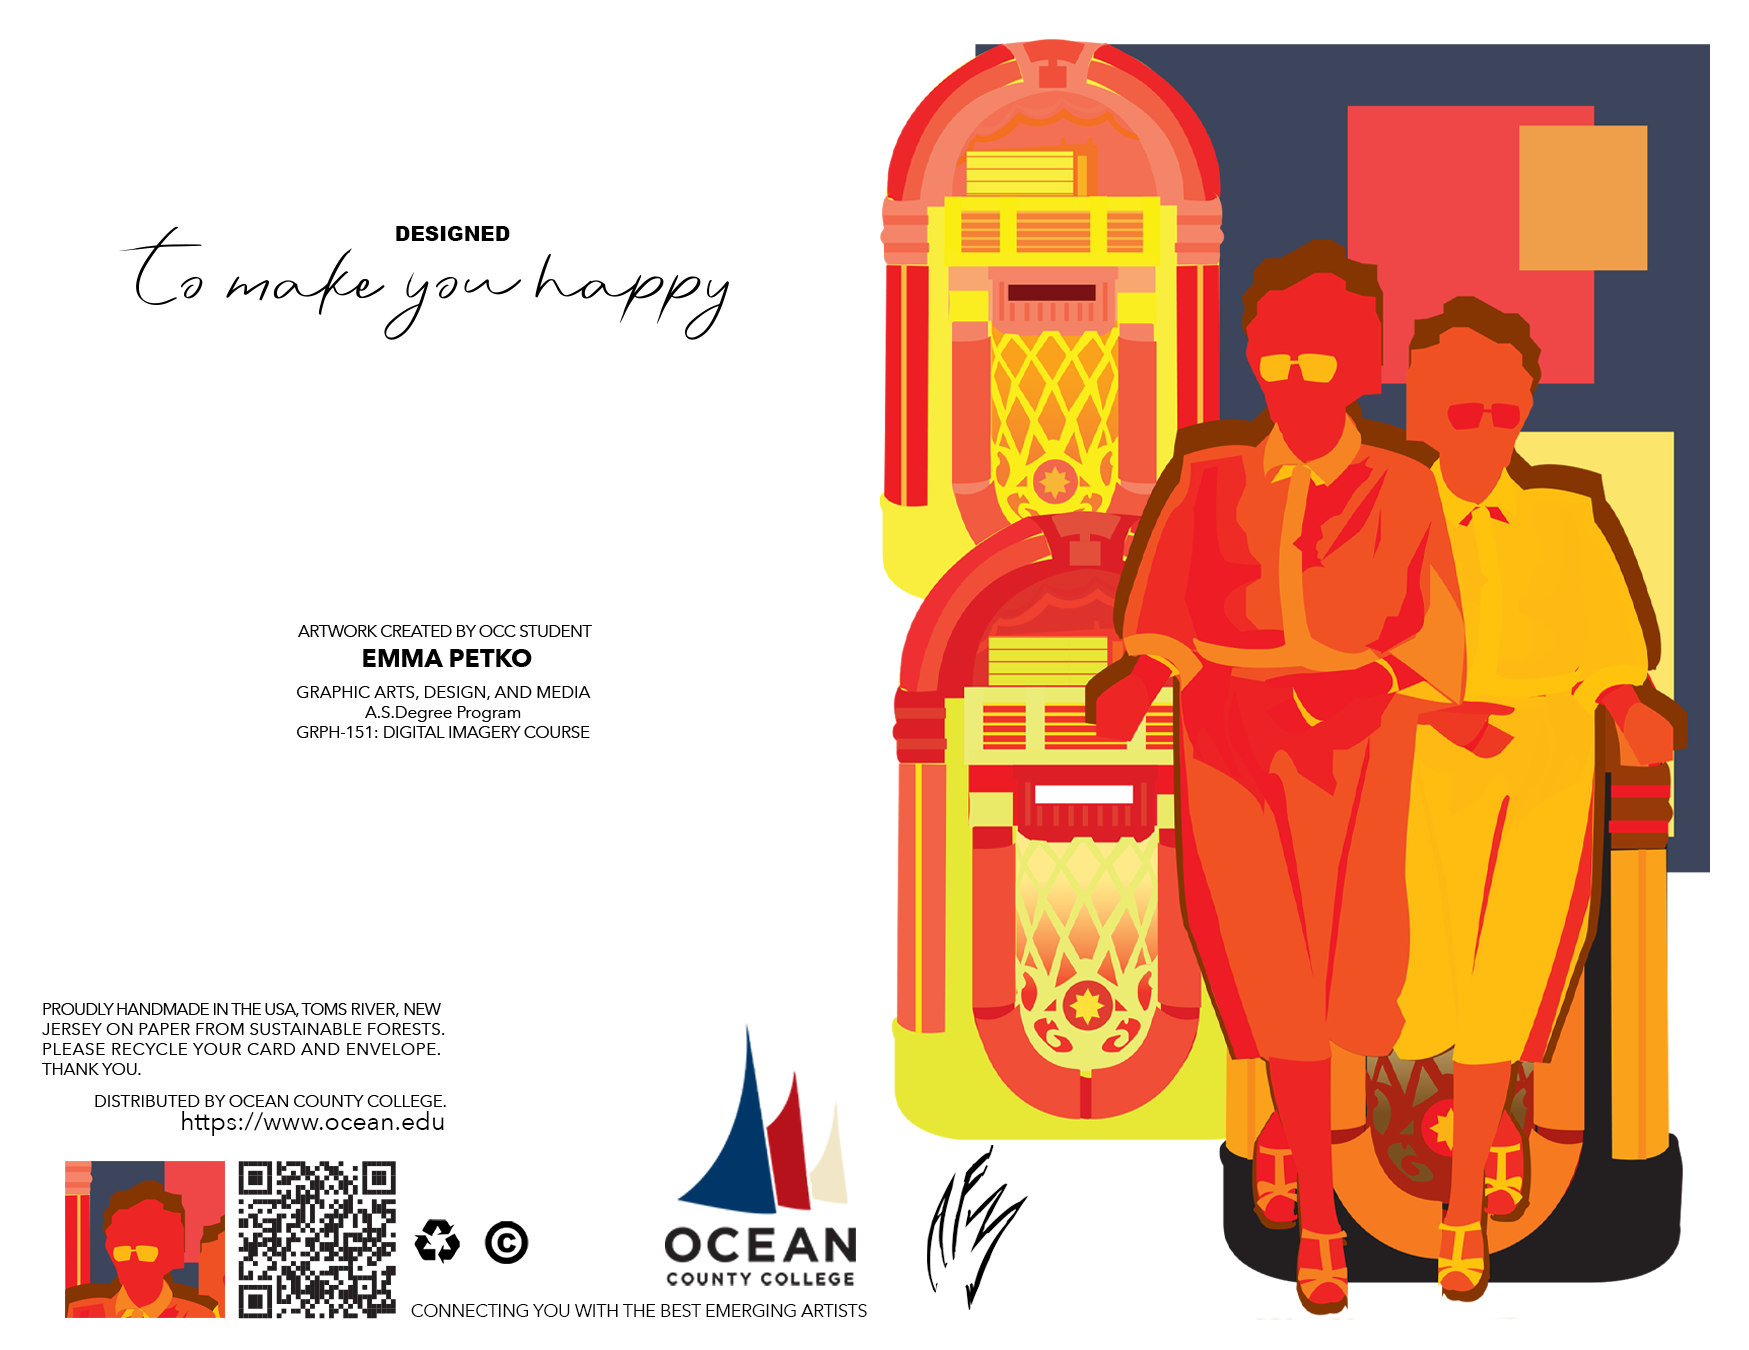 DESIGNED
to make you happy
ARTWORK CREATED BY OCC STUDENT
EMMA PETKO
GRAPHIC ARTS, DESIGN, AND MEDIA
A.S.Degree Program
GRPH-151: DIGITAL IMAGERY COURSE
PROUDLY HANDMADE IN THE USA, TOMS RIVER, NEW
JERSEY ON PAPER FROM SUSTAINABLE FORESTS.
PLEASE RECYCLE YOUR CARD AND ENVELOPE.
THANK YOU.
DISTRIBUTED BY OCEAN COUNTY COLLEGE.
https://www.ocean.edu
©
OCEAN
COUNTY COLLEGE
CONNECTING YOU WITH THE BEST EMERGING ARTISTS